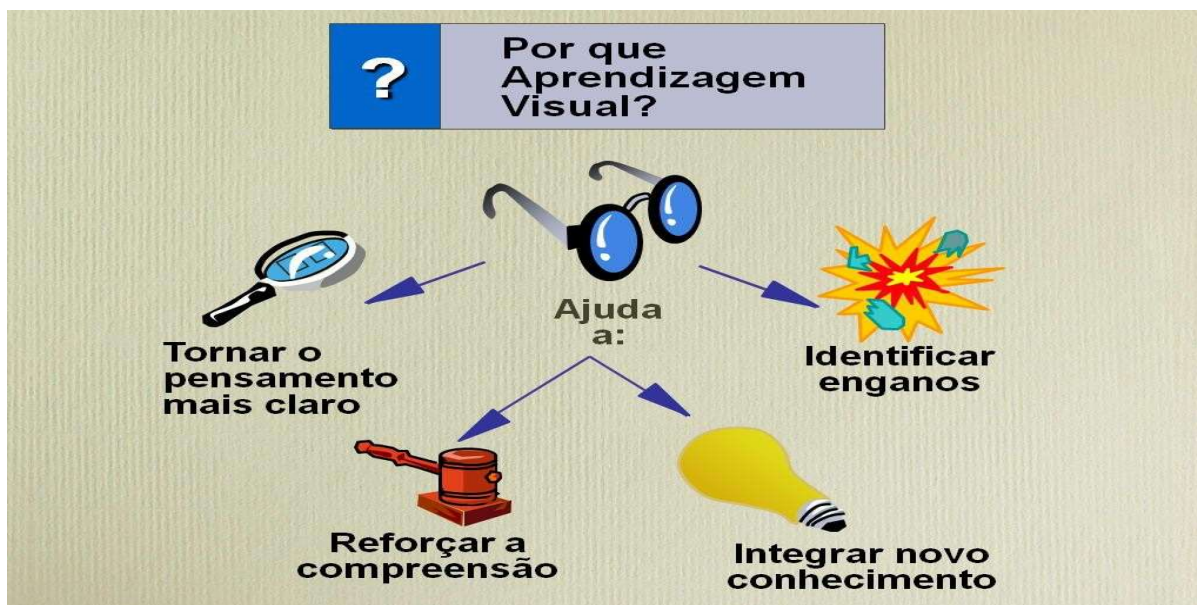 ?
Por que
Aprendizagem
Visual?
Ajuda
a:
Tornar o
pensamento
mais claro
Identificar
enganos
Reforçar a
compreensão
Integrar novo
conhecimento